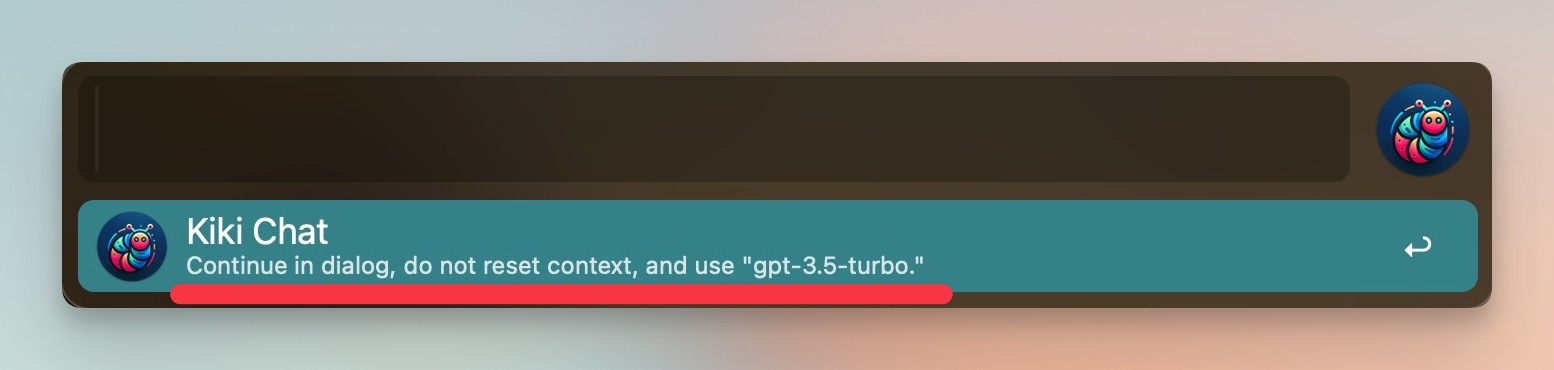 Kiki Chat
Continue in dialog, do not reset context, and use "gpt-3.5-turbo."